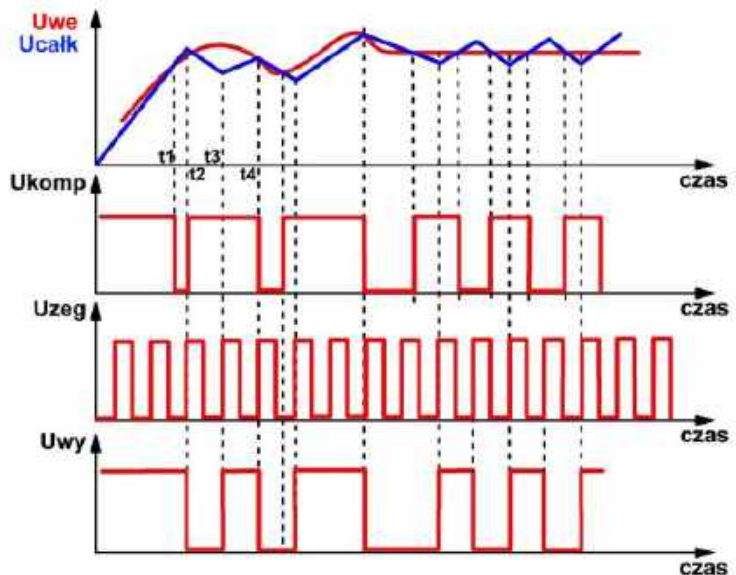 Uwe
Ucałk
t1 t3
t2 t4
czas
Ukomp
czas
Uzeg
czas
Uwy
czas